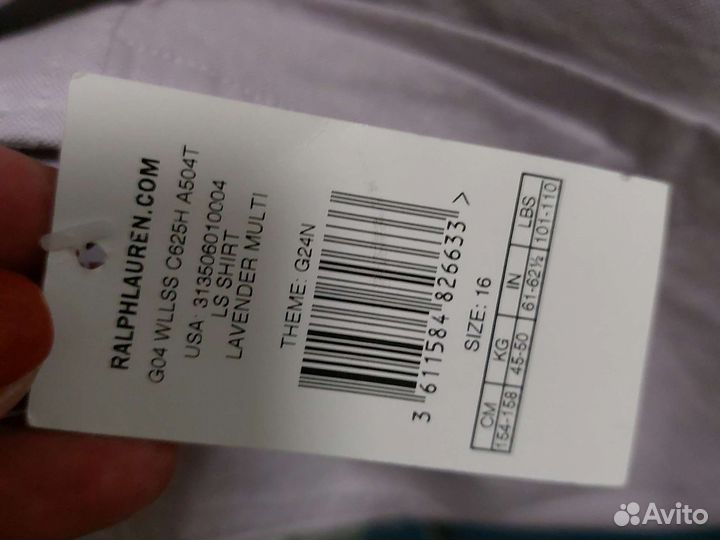 RALPHLAUREN.COM
G04 WLLSS C625H A504T
USA: 313506010004
LS SHIRT
LAVENDER MULTI
THEME: G24N
3 611584 826633 >
SIZE: 16
CM KG IN LBS
154-158 45-50 61-62½ 101-110
Avito